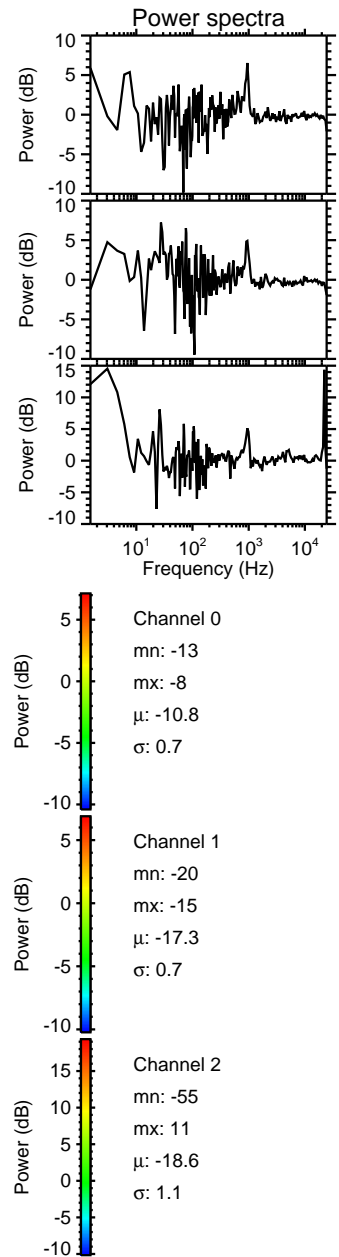 Power spectra
10
5
0
-5
-10
Power (dB)
10
5
0
-5
-10
Power (dB)
15
10
5
0
-5
-10
Power (dB)
10¹ 10² 10³ 10⁴
Frequency (Hz)
5
0
-5
-10
Power (dB)
Channel 0
mn: -13
mx: -8
μ: -10.8
σ: 0.7
5
0
-5
-10
Power (dB)
Channel 1
mn: -20
mx: -15
μ: -17.3
σ: 0.7
15
10
5
0
-5
-10
Power (dB)
Channel 2
mn: -55
mx: 11
μ: -18.6
σ: 1.1